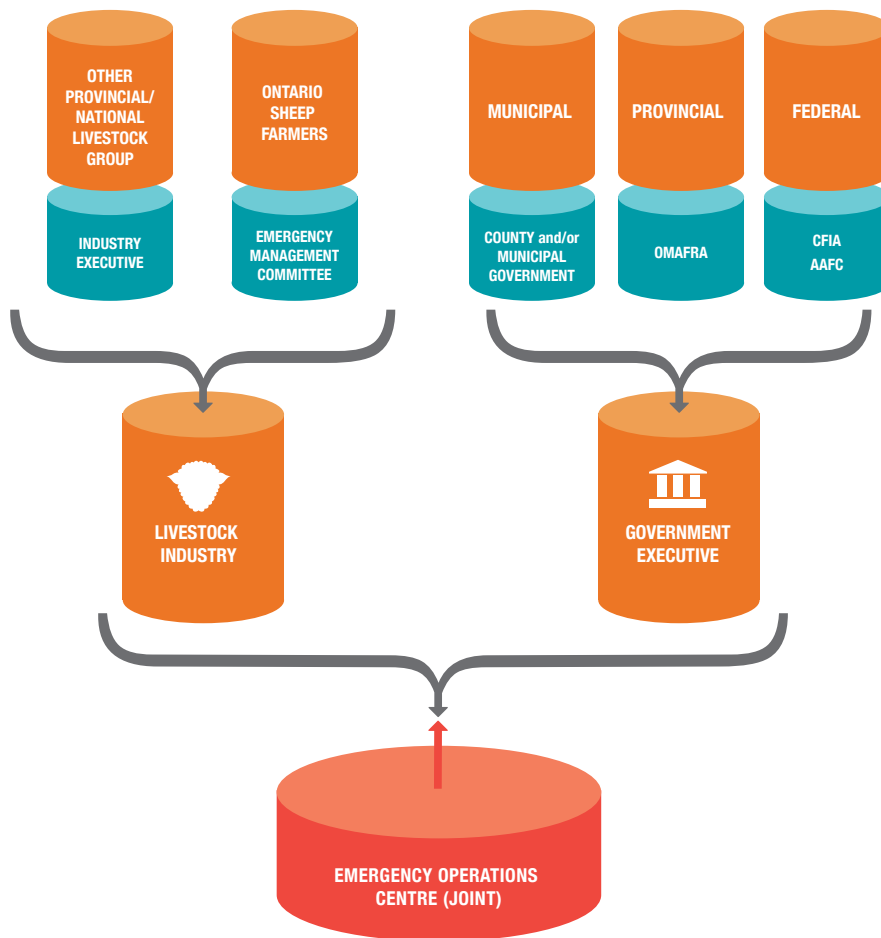 OTHER
PROVINCIAL/
NATIONAL
LIVESTOCK
GROUP
INDUSTRY
EXECUTIVE
ONTARIO
SHEEP
FARMERS
EMERGENCY
MANAGEMENT
COMMITTEE
MUNICIPAL
COUNTY and/or
MUNICIPAL
GOVERNMENT
PROVINCIAL
OMAFRA
FEDERAL
CFIA
AAFC
LIVESTOCK
INDUSTRY
GOVERNMENT
EXECUTIVE
EMERGENCY OPERATIONS
CENTRE (JOINT)